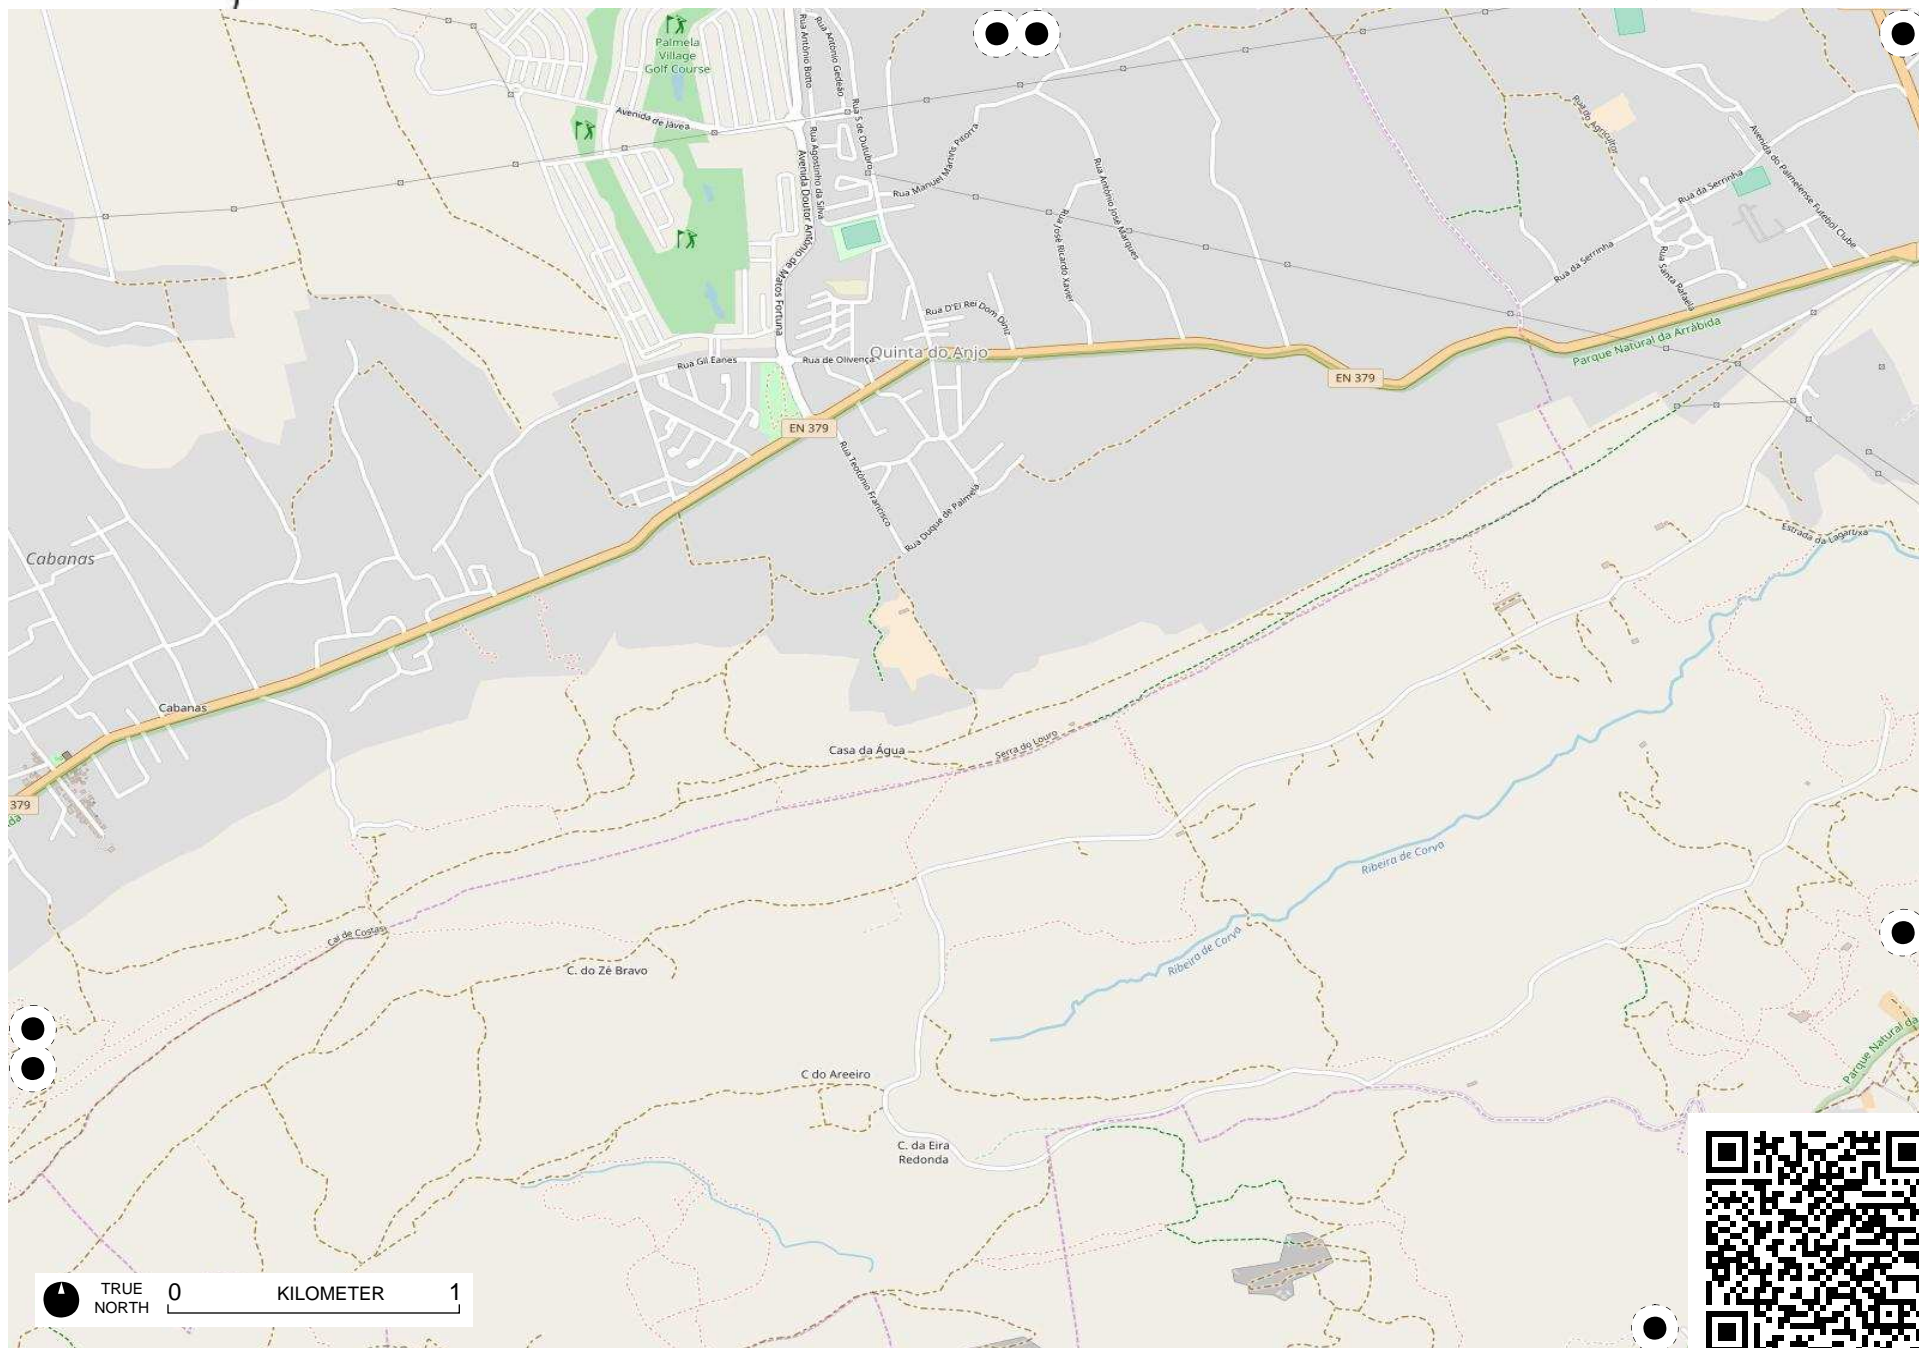 Palmela
Village
Golf Course
Rua António Botto
Rua António Gedeão
Avenida de Jávea
Rua 5 de Outubro
Rua Agostinho da Silva
Avenida Doutor António de Matos Fortuna
Rua Manuel Martins Pitorra
Rua António José Marques
Rua José Ricardo Xavier
Rua do Agricultor
Avenida do Palmelense Futebol Clube
Rua da Serrinha
Rua da Serrinha
Rua Santa Rafaela
Rua D'El Rei Dom Diniz
Quinta do Anjo
Rua Gil Eanes
Rua de Olivença
Parque Natural da Arrábida
EN 379
EN 379
Rua Teotónio Francisco
Rua Duque de Palmela
Estrada da Lagartixa
Cabanas
Cabanas
Casa da Água
Serra do Louro
379
da
Ribeira de Corva
Ribeira de Corva
Cal de Costas
C. do Zé Bravo
Parque Natural da
C do Areeiro
C. da Eira
Redonda
TRUE
NORTH
0 KILOMETER 1